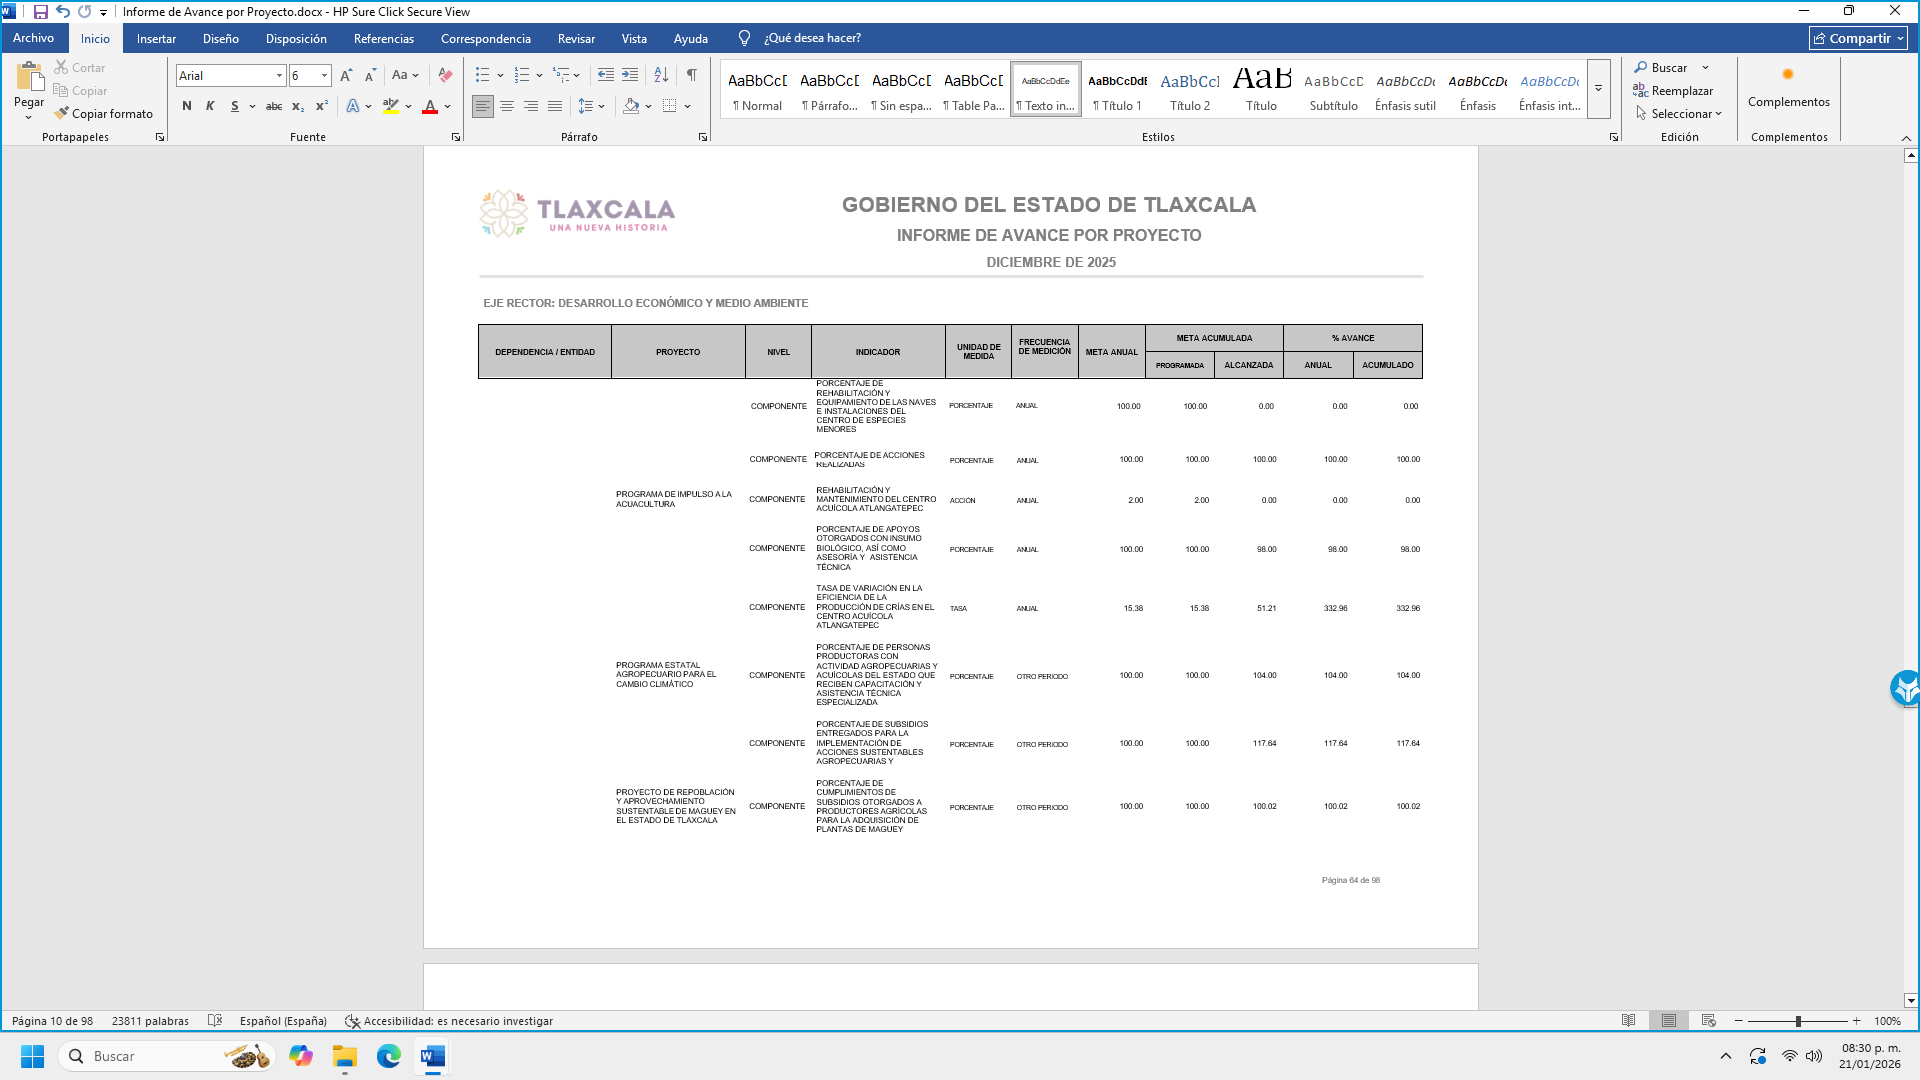 Informe de Avance por Proyecto.docx - HP Sure Click Secure View
Archivo
Inicio
Insertar
Diseño
Disposición
Referencias
Correspondencia
Revisar
Vista
Ayuda
¿Qué desea hacer?
Compartir
Pegar
Cortar
Copiar
Copiar formato
Portapapeles
Arial
6
Aa
N K S abc x₂ x² A ab A
Fuente
Párrafo
AaBbCcD AaBbCcD AaBbCcD AaBbCcD AaBbCcDdEe AaBbCcDdE AaBbCcI AaB AaBbCcD AaBbCcDc AaBbCcDc AaBbCcDc
¶ Normal ¶ Párrafo... ¶ Sin espa... ¶ Table Pa... ¶ Texto in... ¶ Título 1 Título 2 Título Subtítulo Énfasis sutil Énfasis Énfasis int...
Estilos
Buscar
Reemplazar
Seleccionar
Edición
Complementos
Complementos
TLAXCALA
UNA NUEVA HISTORIA
GOBIERNO DEL ESTADO DE TLAXCALA
INFORME DE AVANCE POR PROYECTO
DICIEMBRE DE 2025
EJE RECTOR: DESARROLLO ECONÓMICO Y MEDIO AMBIENTE
DEPENDENCIA / ENTIDAD
PROYECTO
NIVEL
INDICADOR
UNIDAD DE
MEDIDA
FRECUENCIA
DE MEDICIÓN
META ANUAL
META ACUMULADA
PROGRAMADA
ALCANZADA
% AVANCE
ANUAL
ACUMULADO
COMPONENTE
PORCENTAJE DE
REHABILITACIÓN Y
EQUIPAMIENTO DE LAS NAVES
E INSTALACIONES DEL
CENTRO DE ESPECIES
MENORES
PORCENTAJE ANUAL 100.00 100.00 0.00 0.00 0.00
COMPONENTE
PORCENTAJE DE ACCIONES
REALIZADAS
PORCENTAJE ANUAL 100.00 100.00 100.00 100.00 100.00
PROGRAMA DE IMPULSO A LA
ACUACULTURA
COMPONENTE
REHABILITACIÓN Y
MANTENIMIENTO DEL CENTRO
ACUÍCOLA ATLANGATEPEC
ACCIÓN ANUAL 2.00 2.00 0.00 0.00 0.00
COMPONENTE
PORCENTAJE DE APOYOS
OTORGADOS CON INSUMO
BIOLÓGICO, ASÍ COMO
ASESORÍA Y ASISTENCIA
TÉCNICA
PORCENTAJE ANUAL 100.00 100.00 98.00 98.00 98.00
COMPONENTE
TASA DE VARIACIÓN EN LA
EFICIENCIA DE LA
PRODUCCIÓN DE CRÍAS EN EL
CENTRO ACUÍCOLA
ATLANGATEPEC
TASA ANUAL 15.38 15.38 51.21 332.96 332.96
PROGRAMA ESTATAL
AGROPECUARIO PARA EL
CAMBIO CLIMÁTICO
COMPONENTE
PORCENTAJE DE PERSONAS
PRODUCTORAS CON
ACTIVIDAD AGROPECUARIAS Y
ACUÍCOLAS DEL ESTADO QUE
RECIBEN CAPACITACIÓN Y
ASISTENCIA TÉCNICA
ESPECIALIZADA
PORCENTAJE OTRO PERIODO 100.00 100.00 104.00 104.00 104.00
COMPONENTE
PORCENTAJE DE SUBSIDIOS
ENTREGADOS PARA LA
IMPLEMENTACIÓN DE
ACCIONES SUSTENTABLES
AGROPECUARIAS Y
PORCENTAJE OTRO PERIODO 100.00 100.00 117.64 117.64 117.64
PROYECTO DE REPOBLACIÓN
Y APROVECHAMIENTO
SUSTENTABLE DE MAGUEY EN
EL ESTADO DE TLAXCALA
COMPONENTE
PORCENTAJE DE
CUMPLIMIENTOS DE
SUBSIDIOS OTORGADOS A
PRODUCTORES AGRÍCOLAS
PARA LA ADQUISICIÓN DE
PLANTAS DE MAGUEY
PORCENTAJE OTRO PERIODO 100.00 100.00 100.02 100.02 100.02
Página 64 de 98
Página 10 de 98
23811 palabras
Español (España)
Accesibilidad: es necesario investigar
100%
Buscar
08:30 p. m.
21/01/2026